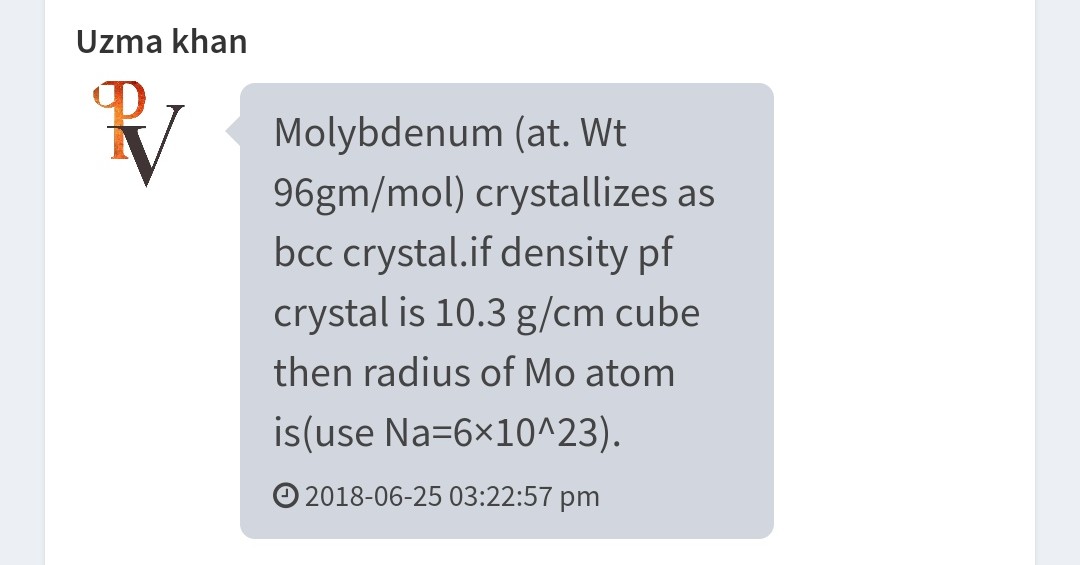 Uzma khan
PV
Molybdenum (at. Wt
96gm/mol) crystallizes as
bcc crystal.if density pf
crystal is 10.3 g/cm cube
then radius of Mo atom
is(use Na=6×10^23).
2018-06-25 03:22:57 pm